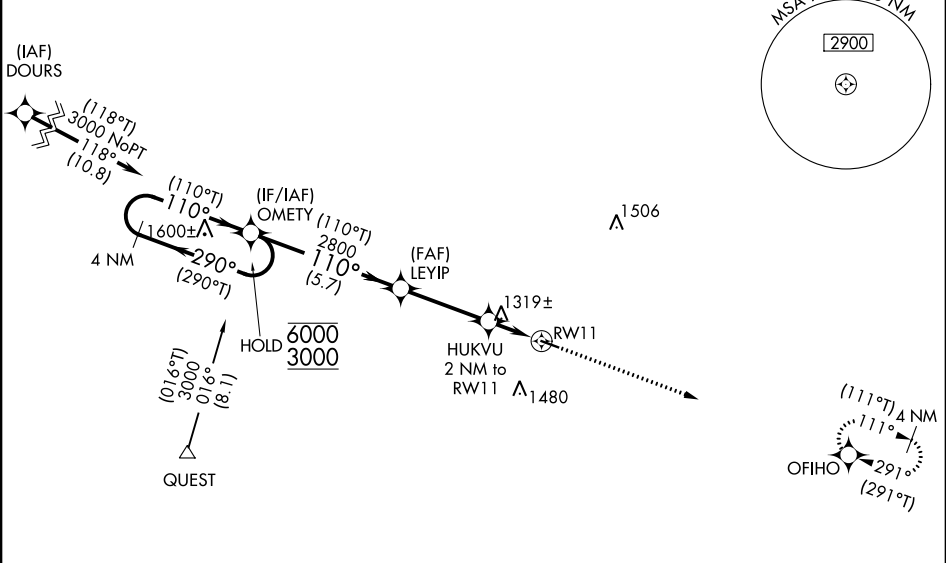 MSA
NM
2900
(IAF)
DOURS
(118°T)
3000 NoPT
118°
(10.8)
(110°T)
110°
(IF/IAF)
OMETY
(110°T)
2800
110°
(5.7)
1506
1600±
4 NM
290°
(290°T)
(FAF)
LEYIP
1319±
RW11
HOLD
6000
3000
HUKVU
2 NM to
RW11
1480
(016°T)
3000
016°
(8.1)
QUEST
(111°T)
4 NM
111°
OFIHO
291°
(291°T)